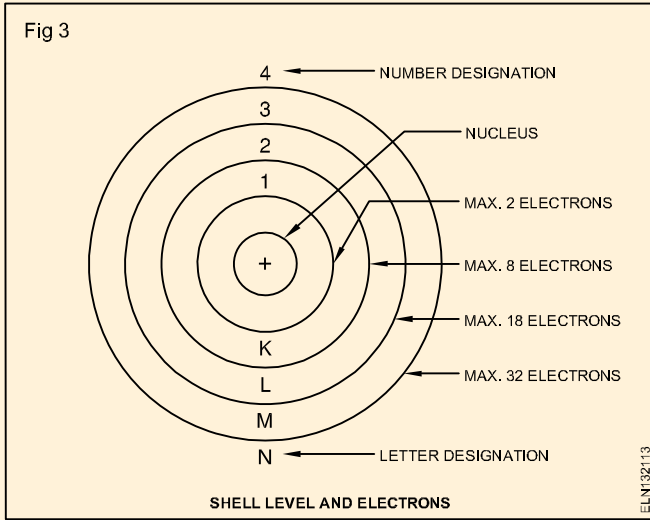 Fig 3
4
NUMBER DESIGNATION
3
NUCLEUS
2
1
MAX. 2 ELECTRONS
+
MAX. 8 ELECTRONS
MAX. 18 ELECTRONS
K
MAX. 32 ELECTRONS
L
M
N
LETTER DESIGNATION
SHELL LEVEL AND ELECTRONS
ELN132113